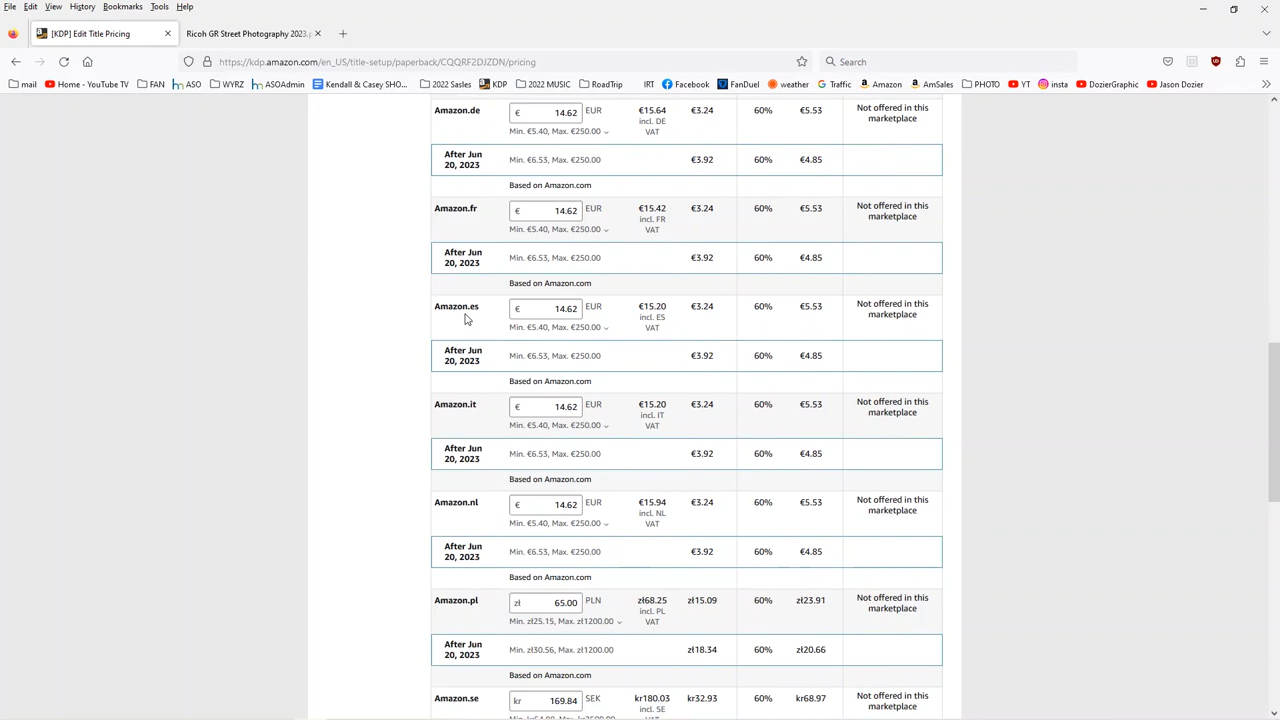 File Edit View History Bookmarks Tools Help
[KDP] Edit Title Pricing
Ricoh GR Street Photography 2023.p
https://kdp.amazon.com/en_US/title-setup/paperback/CQQRF2DJZDN/pricing
Search
mail Home - YouTube TV FAN ASO WYBZ ASOAdmin Kendall & Casey SHO... 2022 Sasles KDP 2022 MUSIC RoadTrip IRT Facebook FanDuel weather Traffic Amazon AmSales PHOTO YT insta DozierGraphic Jason Dozier
Amazon.de € 14.62 EUR €15.64 €3.24 60% €5.53 Not offered in this
incl. DE marketplace
Min. €5.40, Max. €250.00 VAT
After Jun
20, 2023 Min. €6.53, Max. €250.00 €3.92 60% €4.85
Based on Amazon.com
Amazon.fr € 14.62 EUR €15.42 €3.24 60% €5.53 Not offered in this
incl. FR marketplace
Min. €5.40, Max. €250.00 VAT
After Jun
20, 2023 Min. €6.53, Max. €250.00 €3.92 60% €4.85
Based on Amazon.com
Amazon.es € 14.62 EUR €15.20 €3.24 60% €5.53 Not offered in this
incl. ES marketplace
Min. €5.40, Max. €250.00 VAT
After Jun
20, 2023 Min. €6.53, Max. €250.00 €3.92 60% €4.85
Based on Amazon.com
Amazon.it € 14.62 EUR €15.20 €3.24 60% €5.53 Not offered in this
incl. IT marketplace
Min. €5.40, Max. €250.00 VAT
After Jun
20, 2023 Min. €6.53, Max. €250.00 €3.92 60% €4.85
Based on Amazon.com
Amazon.nl € 14.62 EUR €15.94 €3.24 60% €5.53 Not offered in this
incl. NL marketplace
Min. €5.40, Max. €250.00 VAT
After Jun
20, 2023 Min. €6.53, Max. €250.00 €3.92 60% €4.85
Based on Amazon.com
Amazon.pl zł 65.00 PLN zł68.25 zł15.09 60% zł23.91 Not offered in this
incl. PL marketplace
Min. zł25.15, Max. zł1200.00 VAT
After Jun
20, 2023 Min. zł30.56, Max. zł1200.00 zł18.34 60% zł20.66
Based on Amazon.com
Amazon.se kr 169.84 SEK kr180.03 kr32.93 60% kr68.97 Not offered in this
incl. SE marketplace